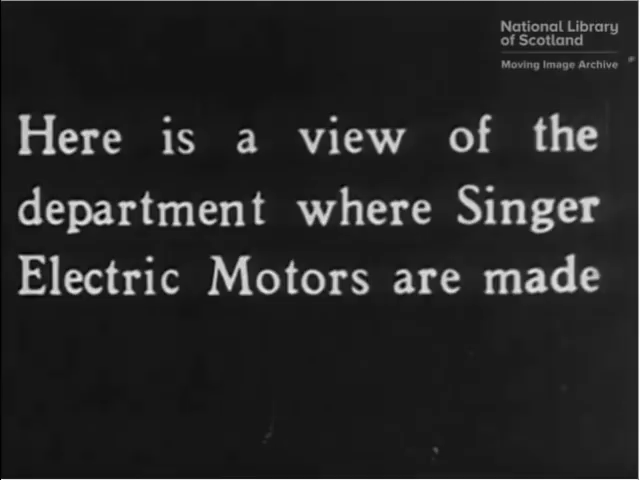 National Library
of Scotland
Moving Image Archive
Here is a view of the
department where Singer
Electric Motors are made